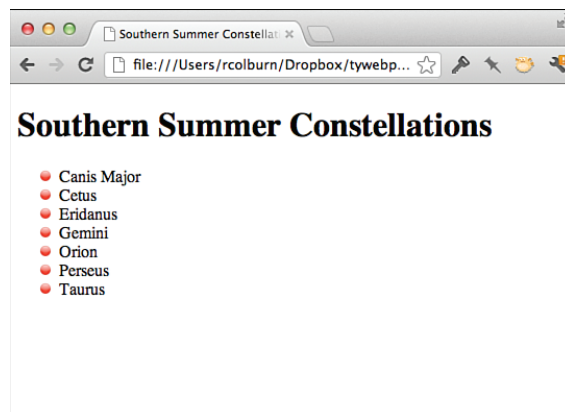 Southern Summer Constellati
file:///Users/rcolburn/Dropbox/tywebp...
Southern Summer Constellations
Canis Major
Cetus
Eridanus
Gemini
Orion
Perseus
Taurus